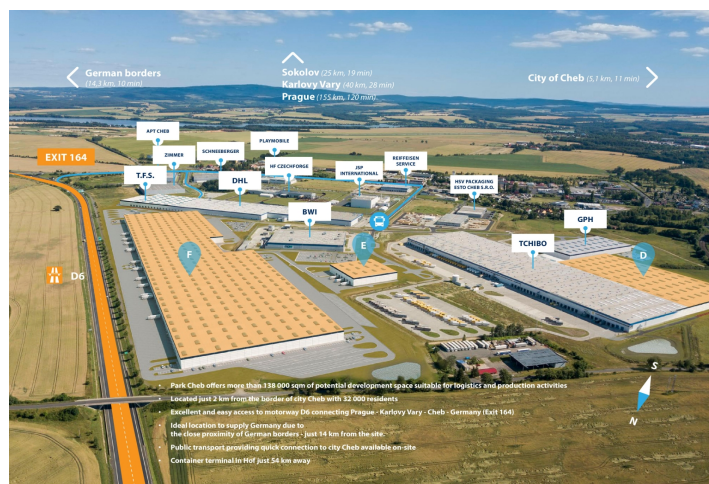 German borders
(14,3 km, 10 min)
Sokolov (25 km, 19 min)
Karlovy Vary (40 km, 28 min)
Prague (155 km, 120 min)
City of Cheb (5,1 km, 11 min)
EXIT 164
APT CHEB
ZIMMER
SCHNEEBERGER
PLAYMOBILE
T.F.S.
DHL
HF CZECHFORGE
JSP
INTERNATIONAL
REIFFEISEN
SERVICE
HSV PACKAGING
ESTO CHEB S.R.O.
BWI
GPH
TCHIBO
D6
F
E
D
• Park Cheb offers more than 138 000 sqm of potential development space suitable for logistics and production activities
• Located just 2 km from the border of city Cheb with 32 000 residents
• Excellent and easy access to motorway D6 connecting Prague - Karlovy Vary - Cheb - Germany (Exit 164)
• Ideal location to supply Germany due to
the close proximity of German borders - just 14 km from the site.
• Public transport providing quick connection to city Cheb available on-site
• Container terminal in Hof just 54 km away
S
N